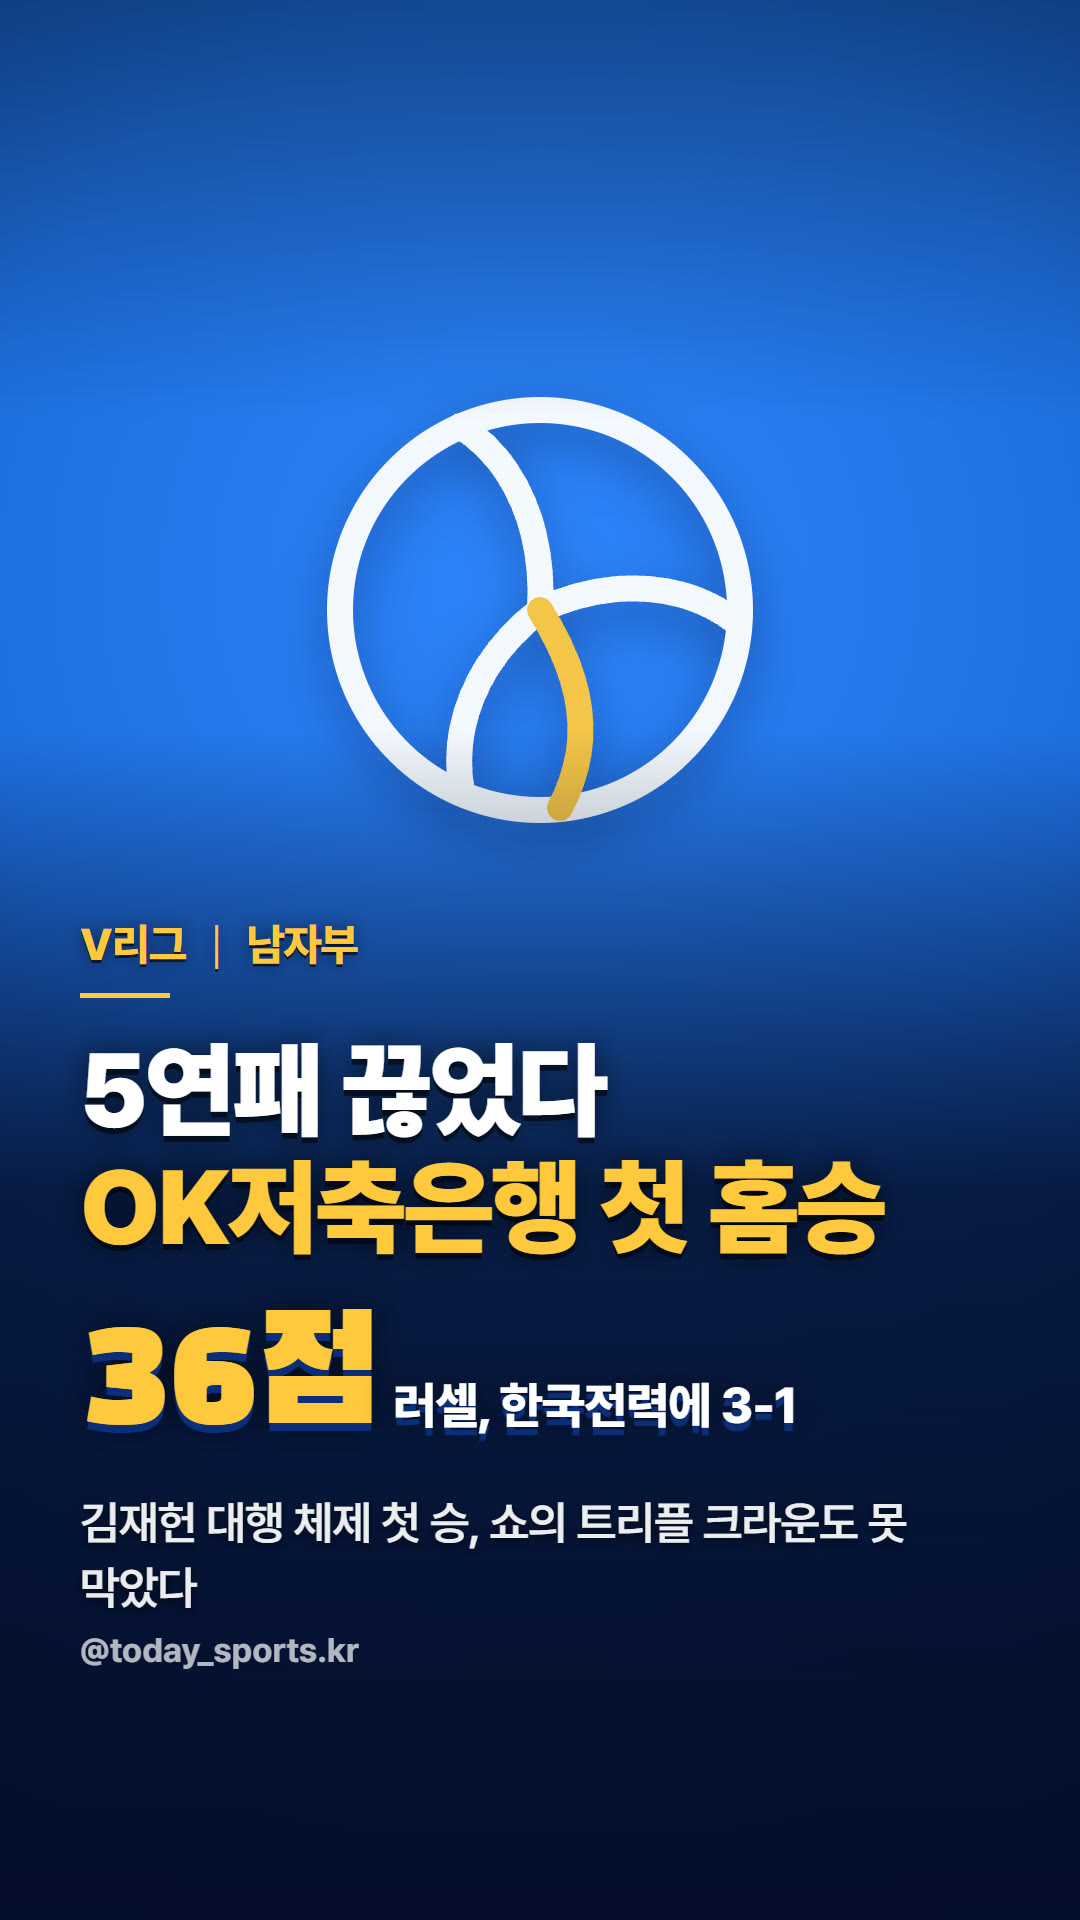 V리그 | 남자부
5연패 끊었다
OK저축은행 첫 홈승
36점 러셀, 한국전력에 3-1
김재헌 대행 체제 첫 승, 쇼의 트리플 크라운도 못
막았다
@today_sports.kr